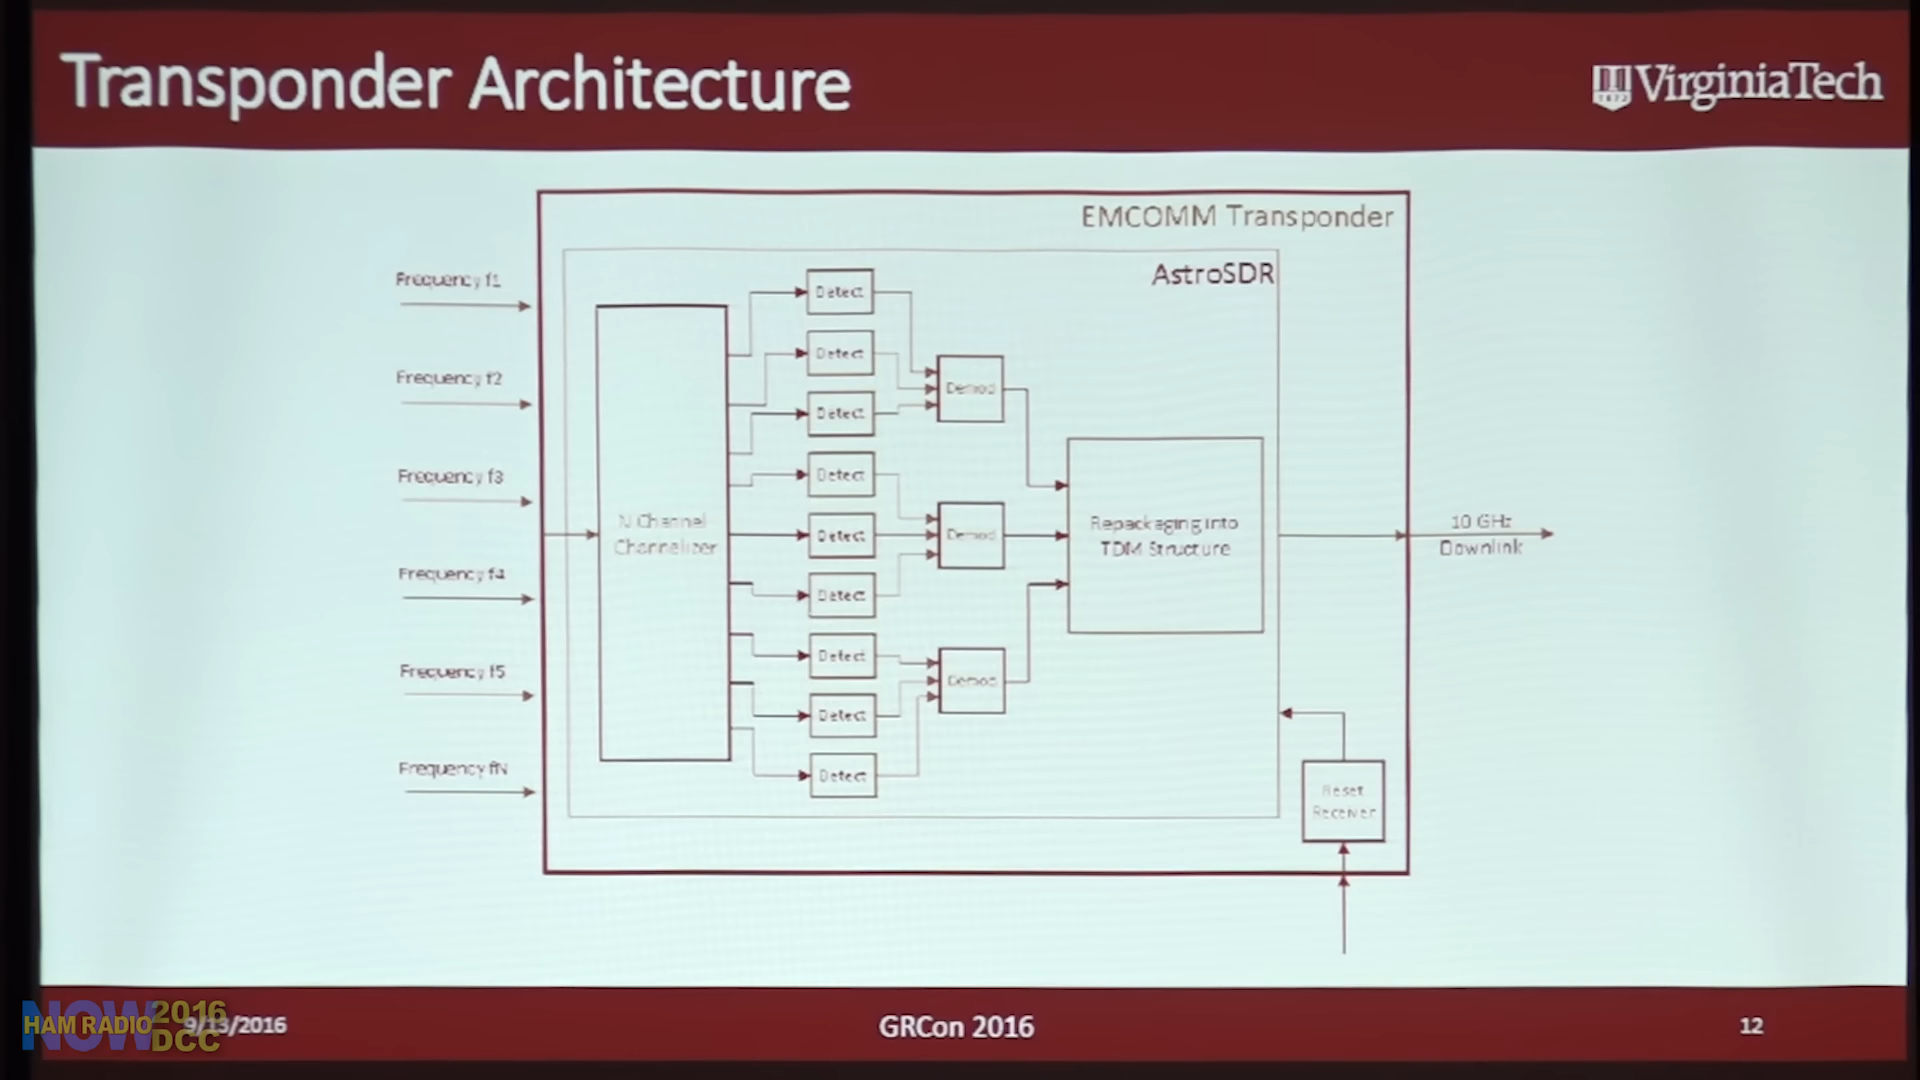 Transponder Architecture
1872
VirginiaTech
EMCOMM Transponder
AstroSDR
Frequency f1
Frequency f2
Frequency f3
Frequency f4
Frequency f5
Frequency fN
N Channel
Channelizer
Detect
Detect
Detect
Detect
Detect
Detect
Detect
Detect
Detect
Demod
Demod
Demod
Repackaging into
TDM Structure
10 GHz
Downlink
Reset
Receiver
NOW
HAM RADIO
2016
DCC
9/13/2016
GRCon 2016
12